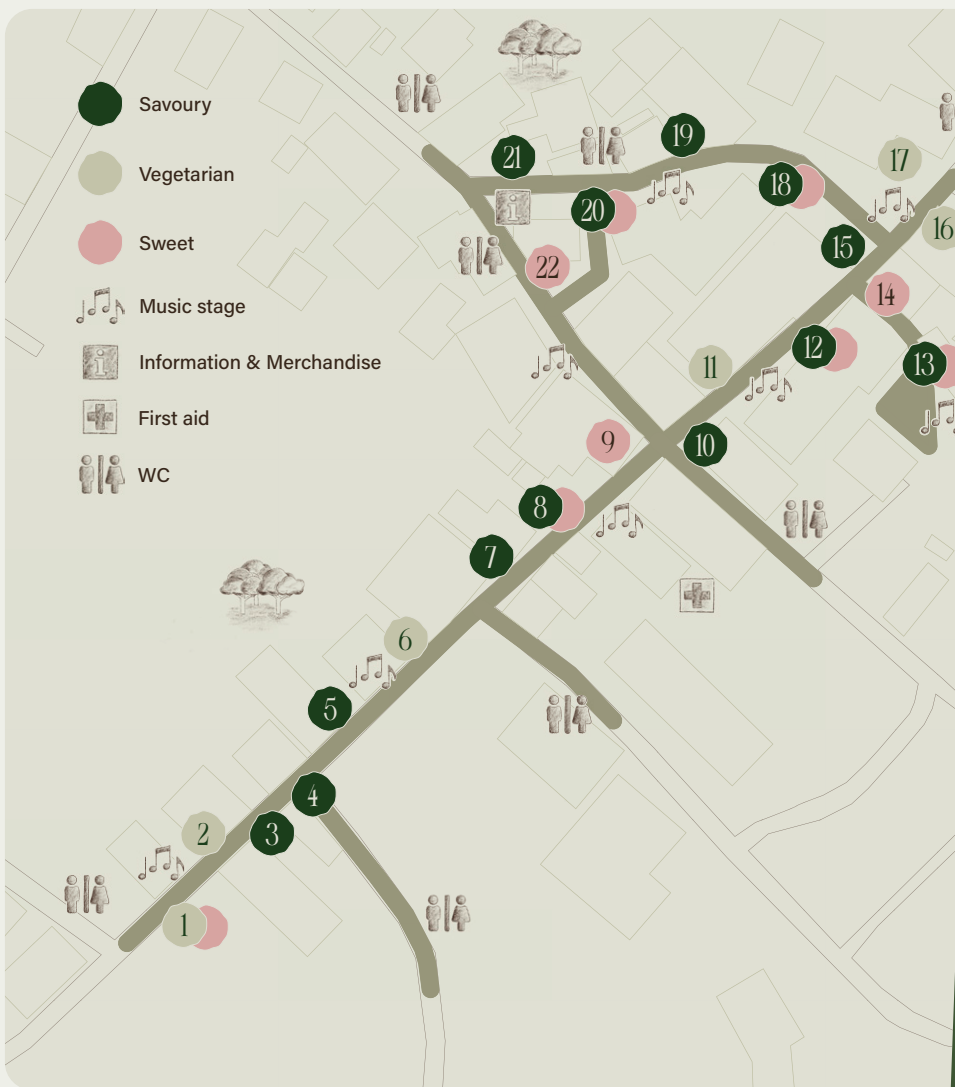 Savoury
Vegetarian
Sweet
Music stage
i
Information & Merchandise
First aid
WC
19
21
17
18
20
16
15
22
14
12
13
11
9
10
8
7
6
5
4
2
3
1
i